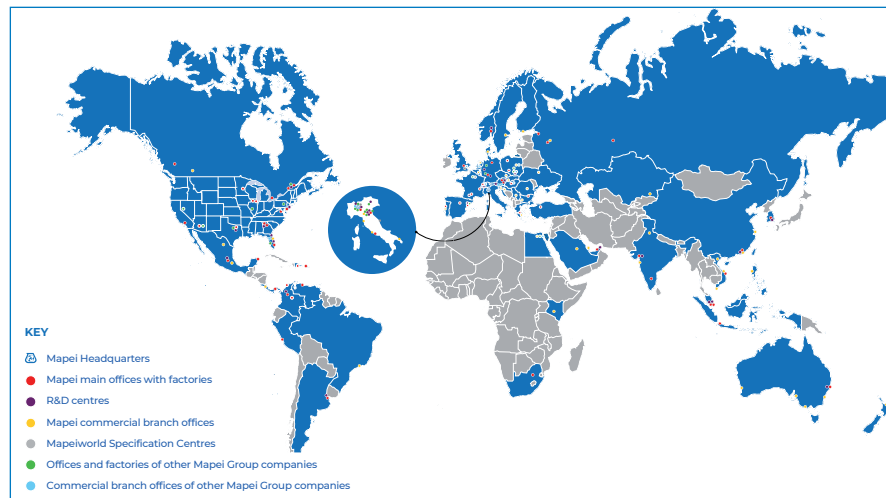 KEY
Mapei Headquarters
Mapei main offices with factories
R&D centres
Mapei commercial branch offices
Mapeiworld Specification Centres
Offices and factories of other Mapei Group companies
Commercial branch offices of other Mapei Group companies